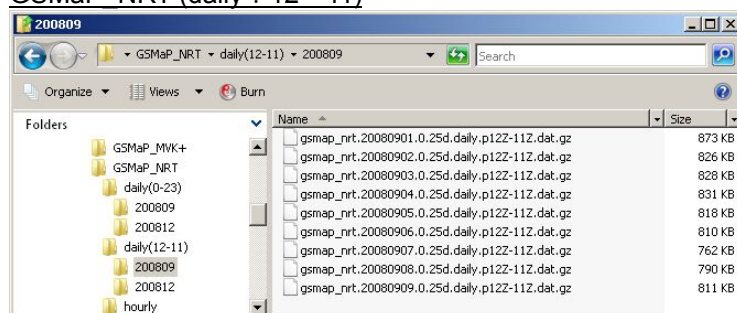 GSMaP_NRT (daily : 12 – 11)
200809
GSMaP_NRT daily(12-11) 200809
Search
Organize Views Burn
Folders
GSMaP_MVK+
GSMaP_NRT
daily(0-23)
200809
200812
daily(12-11)
200809
200812
hourly
Name Size
gsmap_nrt.20080901.0.25d.daily.p12Z-11Z.dat.gz 873 KB
gsmap_nrt.20080902.0.25d.daily.p12Z-11Z.dat.gz 826 KB
gsmap_nrt.20080903.0.25d.daily.p12Z-11Z.dat.gz 828 KB
gsmap_nrt.20080904.0.25d.daily.p12Z-11Z.dat.gz 831 KB
gsmap_nrt.20080905.0.25d.daily.p12Z-11Z.dat.gz 818 KB
gsmap_nrt.20080906.0.25d.daily.p12Z-11Z.dat.gz 810 KB
gsmap_nrt.20080907.0.25d.daily.p12Z-11Z.dat.gz 762 KB
gsmap_nrt.20080908.0.25d.daily.p12Z-11Z.dat.gz 790 KB
gsmap_nrt.20080909.0.25d.daily.p12Z-11Z.dat.gz 811 KB